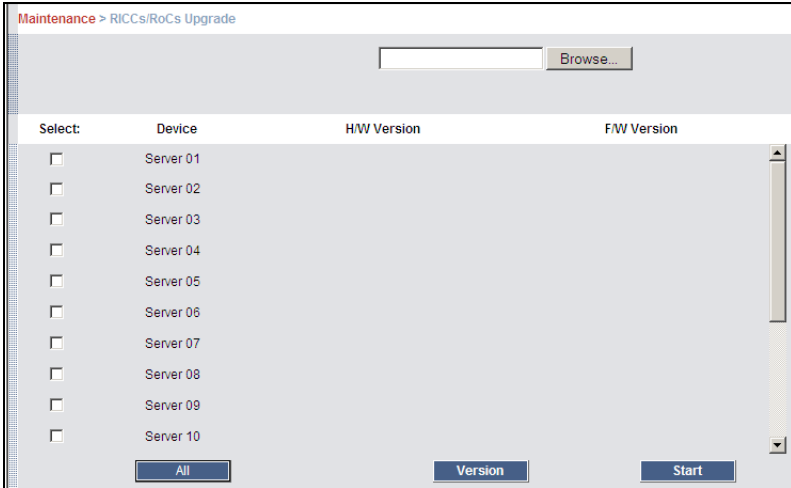 Maintenance > RICCs/RoCs Upgrade
Browse...
Select: Device H/W Version F/W Version
Server 01
Server 02
Server 03
Server 04
Server 05
Server 06
Server 07
Server 08
Server 09
Server 10
All Version Start